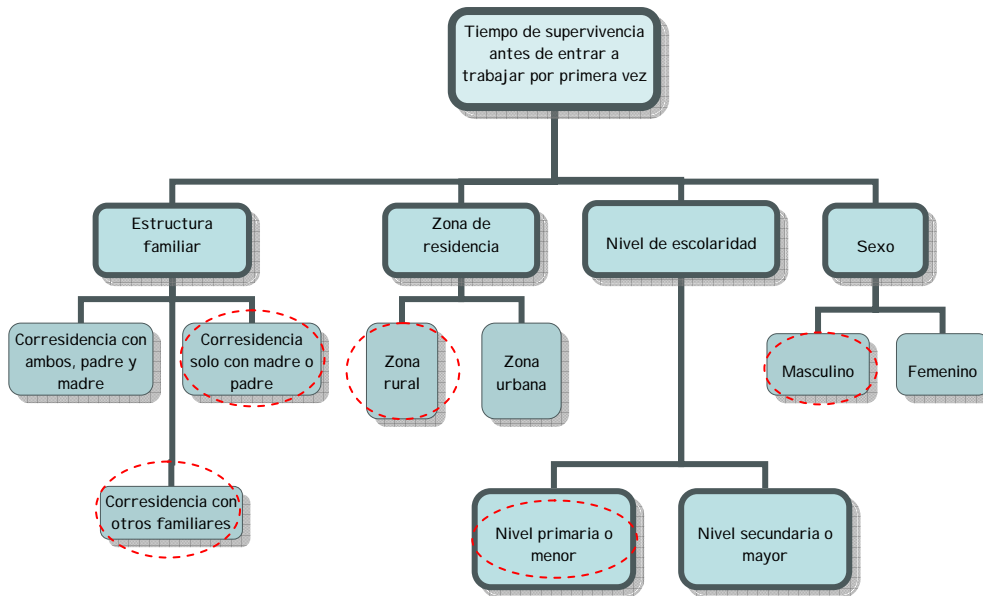 Tiempo de supervivencia
antes de entrar a
trabajar por primera vez
Estructura
familiar
Zona de
residencia
Nivel de escolaridad
Sexo
Corresidencia con
ambos, padre y
madre
Corresidencia
solo con madre o
padre
Zona
rural
Zona
urbana
Masculino
Femenino
Corresidencia con
otros familiares
Nivel primaria o
menor
Nivel secundaria o
mayor